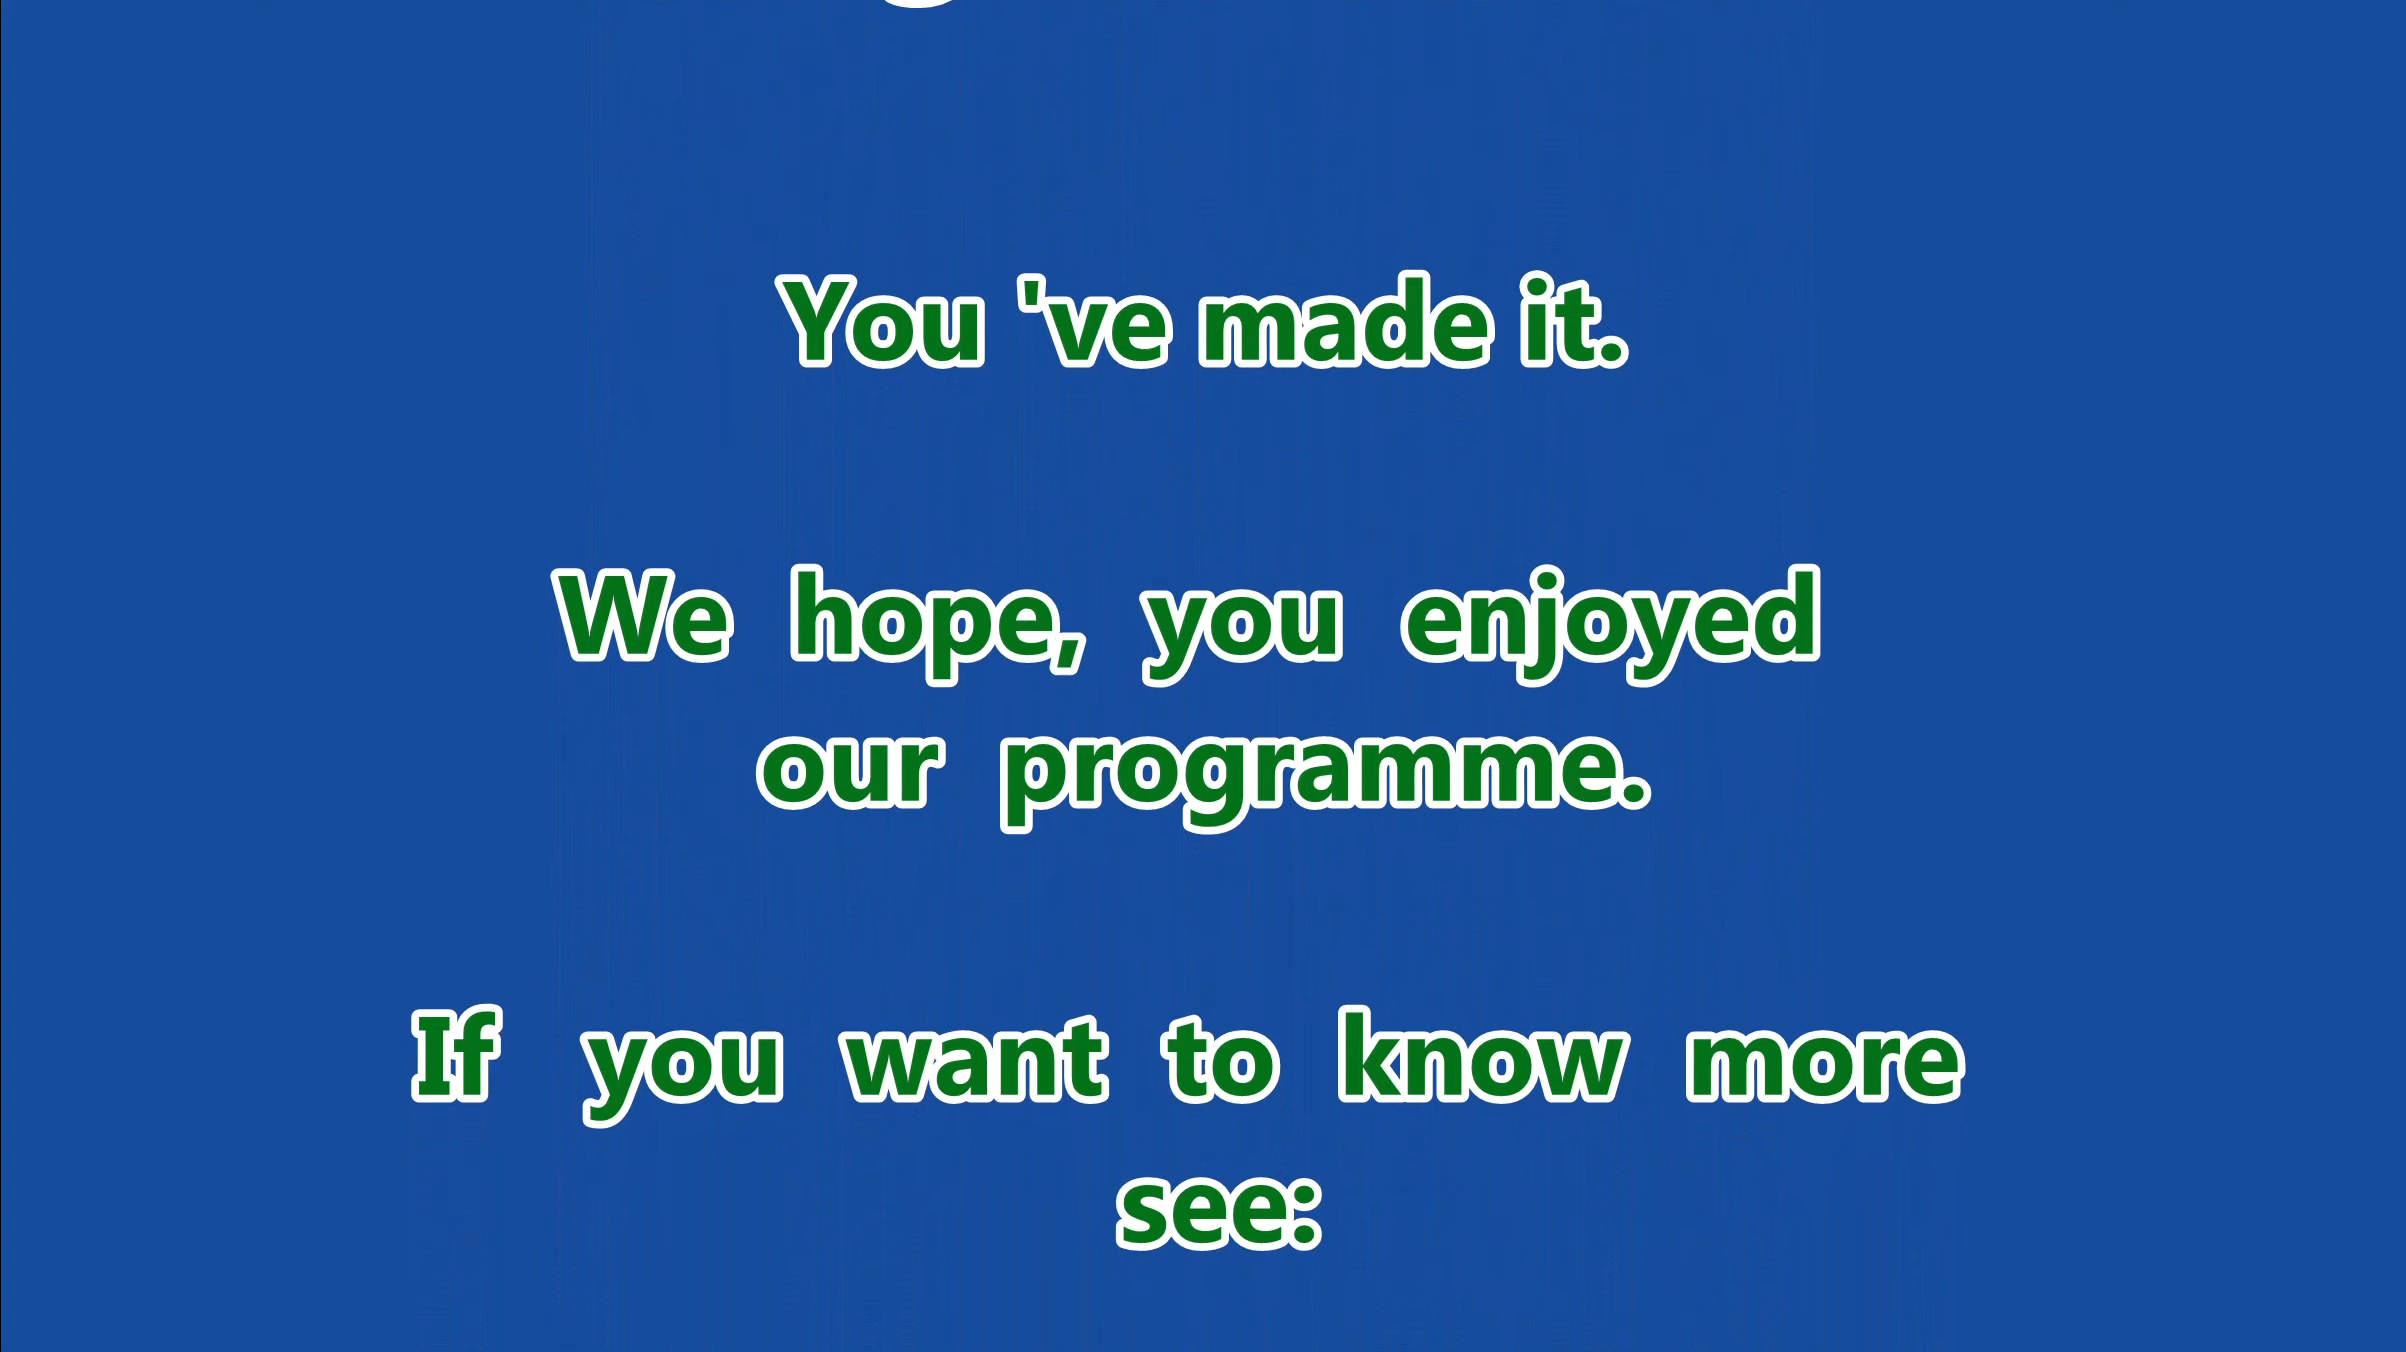 You 've made it.
We hope, you enjoyed
our programme.
If you want to know more
see: